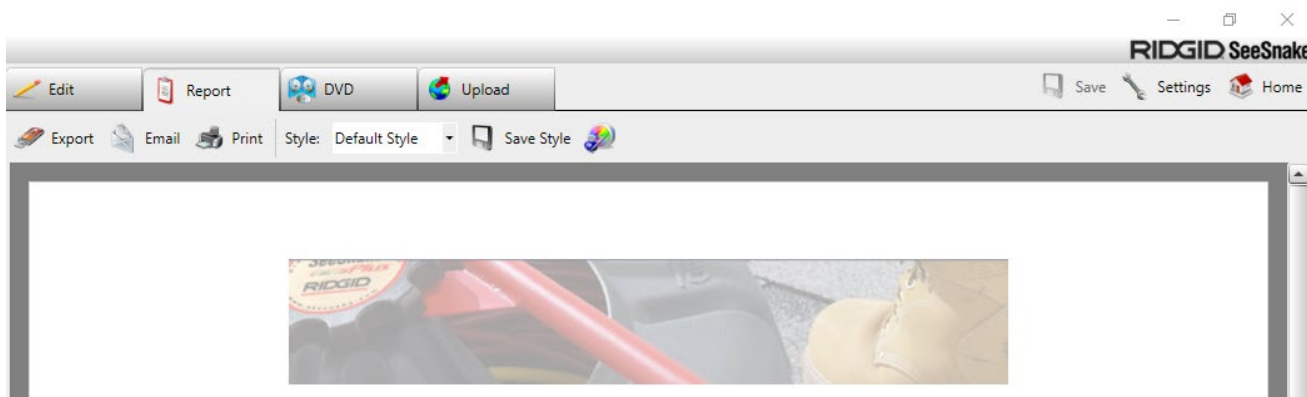 RIDGID SeeSnake
Edit Report DVD Upload Save Settings Home
Export Email Print Style: Default Style Save Style
RIDGID